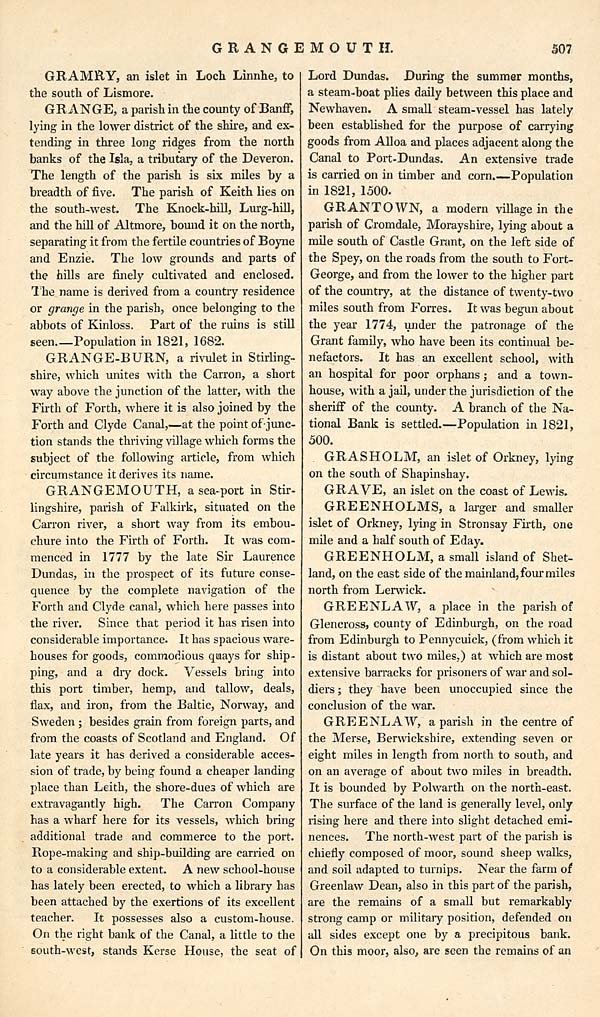 GRANGEMOUTH. 507
GRAMRY, an islet in Loch Linnhe, to
the south of Lismore.
GRANGE, a parish in the county of Banff,
lying in the lower district of the shire, and ex-
tending in three long ridges from the north
banks of the Isla, a tributary of the Deveron.
The length of the parish is six miles by a
breadth of five. The parish of Keith lies on
the south-west. The Knock-hill, Lurg-hill,
and the hill of Altmore, bound it on the north,
separating it from the fertile countries of Boyne
and Enzie. The low grounds and parts of
the hills are finely cultivated and enclosed.
The name is derived from a country residence
or grange in the parish, once belonging to the
abbots of Kinloss. Part of the ruins is still
seen.—Population in 1821, 1682.
GRANGE-BURN, a rivulet in Stirling-
shire, which unites with the Carron, a short
way above the junction of the latter, with the
Firth of Forth, where it is also joined by the
Forth and Clyde Canal,—at the point of junc-
tion stands the thriving village which forms the
subject of the following article, from which
circumstance it derives its name.
GRANGEMOUTH, a sea-port in Stir-
lingshire, parish of Falkirk, situated on the
Carron river, a short way from its embou-
chure into the Firth of Forth. It was com-
menced in 1777 by the late Sir Laurence
Dundas, in the prospect of its future conse-
quence by the complete navigation of the
Forth and Clyde canal, which here passes into
the river. Since that period it has risen into
considerable importance. It has spacious ware-
houses for goods, commodious quays for ship-
ping, and a dry dock. Vessels bring into
this port timber, hemp, and tallow, deals,
flax, and iron, from the Baltic, Norway, and
Sweden ; besides grain from foreign parts, and
from the coasts of Scotland and England. Of
late years it has derived a considerable acces-
sion of trade, by being found a cheaper landing
place than Leith, the shore-dues of which are
extravagantly high. The Carron Company
has a wharf here for its vessels, which bring
additional trade and commerce to the port.
Rope-making and ship-building are carried on
to a considerable extent. A new school-house
has lately been erected, to which a library has
been attached by the exertions of its excellent
teacher. It possesses also a custom-house.
On the right bank of the Canal, a little to the
south-west, stands Kerse House, the seat of
Lord Dundas. During the summer months,
a steam-boat plies daily between this place and
Newhaven. A small steam-vessel has lately
been established for the purpose of carrying
goods from Alloa and places adjacent along the
Canal to Port-Dundas. An extensive trade
is carried on in timber and corn.—Population
in 1821, 1500.
GRANTOWN, a modern village in the
parish of Cromdale, Morayshire, lying about a
mile south of Castle Grant, on the left side of
the Spey, on the roads from the south to Fort-
George, and from the lower to the higher part
of the country, at the distance of twenty-two
miles south from Forres. It was begun about
the year 1774, under the patronage of the
Grant family, who have been its continual be-
nefactors. It has an excellent school, with
an hospital for poor orphans ; and a town-
house, with a jail, under the jurisdiction of the
sheriff of the county. A branch of the Na-
tional Bank is settled.—Population in 1821,
500.
GRASHOLM, an islet of Orkney, lying
on the south of Shapinshay.
GRAVE, an islet on the coast of Lewis.
GREENHOLMS, a larger and smaller
islet of Orkney, lying in Stronsay Firth, one
mile and a half south of Eday.
GREENHOLM, a small island of Shet-
land, on the east side of the mainland, four miles
north from Lerwick.
GREENLAW, a place in the parish of
Glencross, county of Edinburgh, on the road
from Edinburgh to Pennycuick, (from which it
is distant about two miles,) at which are most
extensive barracks for prisoners of war and sol-
diers ; they have been unoccupied since the
conclusion of the war.
GREENLAW, a parish in the centre of
the Merse, Berwickshire, extending seven or
eight miles in length from north to south, and
on an average of about two miles in breadth.
It is bounded by Polwarth on the north-east.
The surface of the land is generally level, only
rising here and there into slight detached emi-
nences. The north-west part of the parish is
chiefly composed of moor, sound sheep walks,
and soil adapted to turnips. Near the farm of
Greenlaw Dean, also in this part of the parish,
are the remains of a small but remarkably
strong camp or military position, defended on
all sides except one by a precipitous bank.
On this moor, also, are seen the remains of an